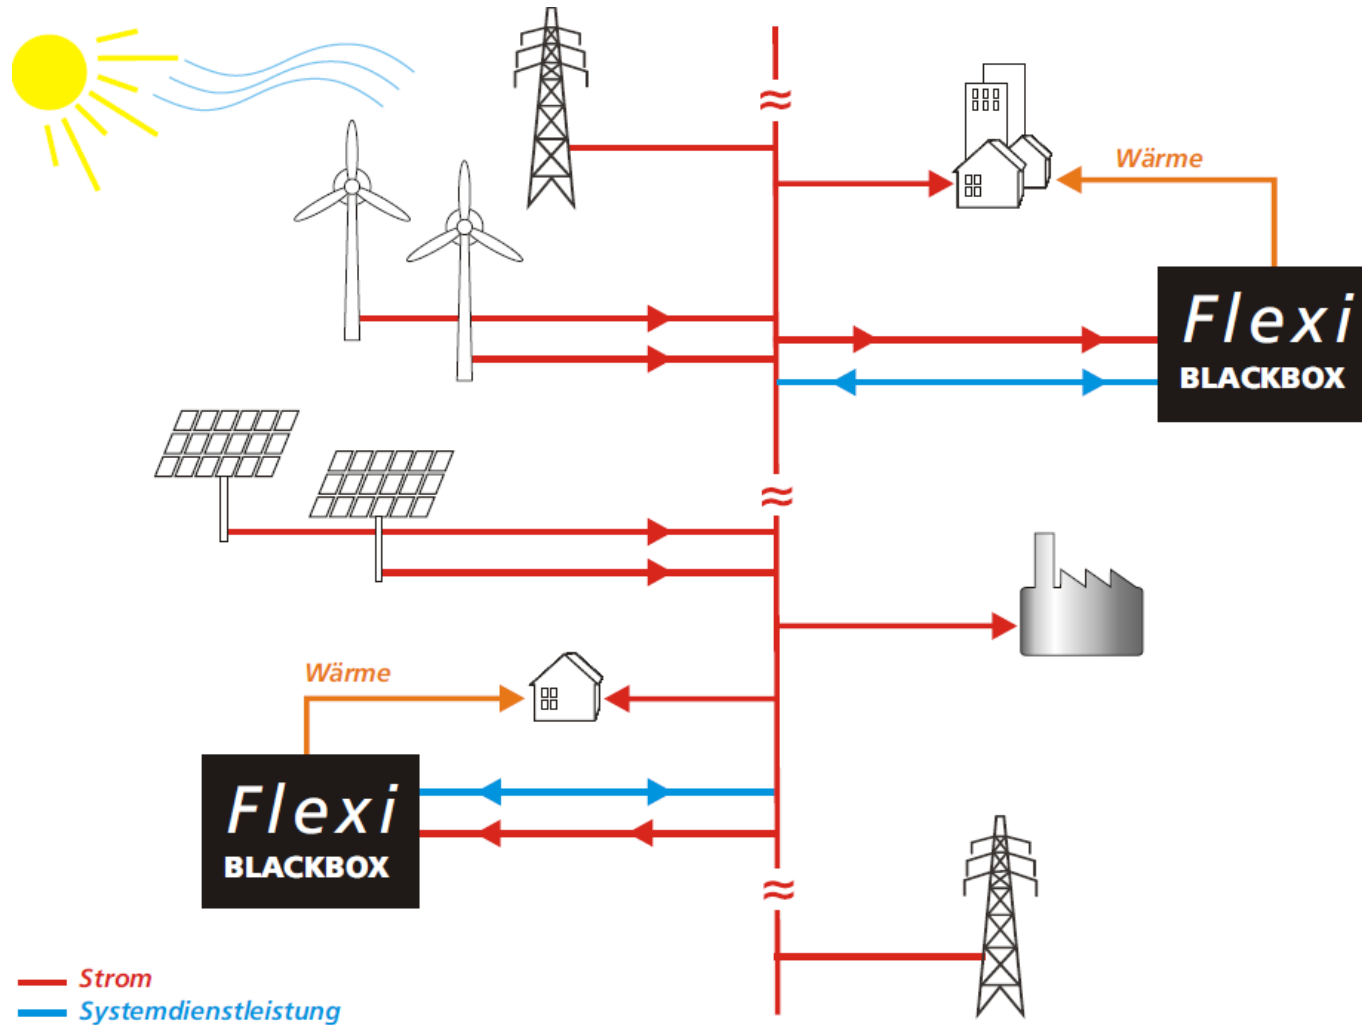 Wärme
Flexi
BLACKBOX
Wärme
Flexi
BLACKBOX
Strom
Systemdienstleistung